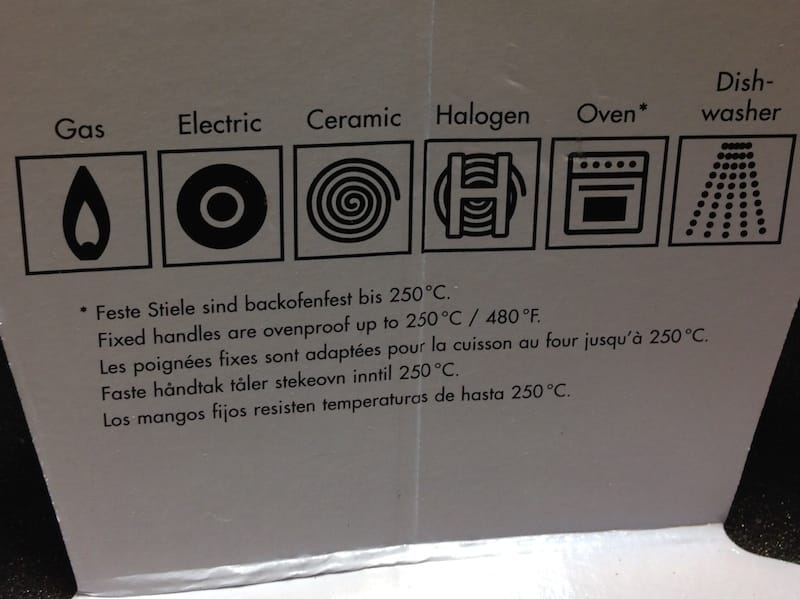 Gas Electric Ceramic Halogen Oven* Dish-
washer
H
* Feste Stiele sind backofenfest bis 250°C.
Fixed handles are ovenproof up to 250°C / 480°F.
Les poignées fixes sont adaptées pour la cuisson au four jusqu'à 250°C.
Faste håndtak tåler stekeovn inntil 250°C.
Los mangos fijos resisten temperaturas de hasta 250°C.